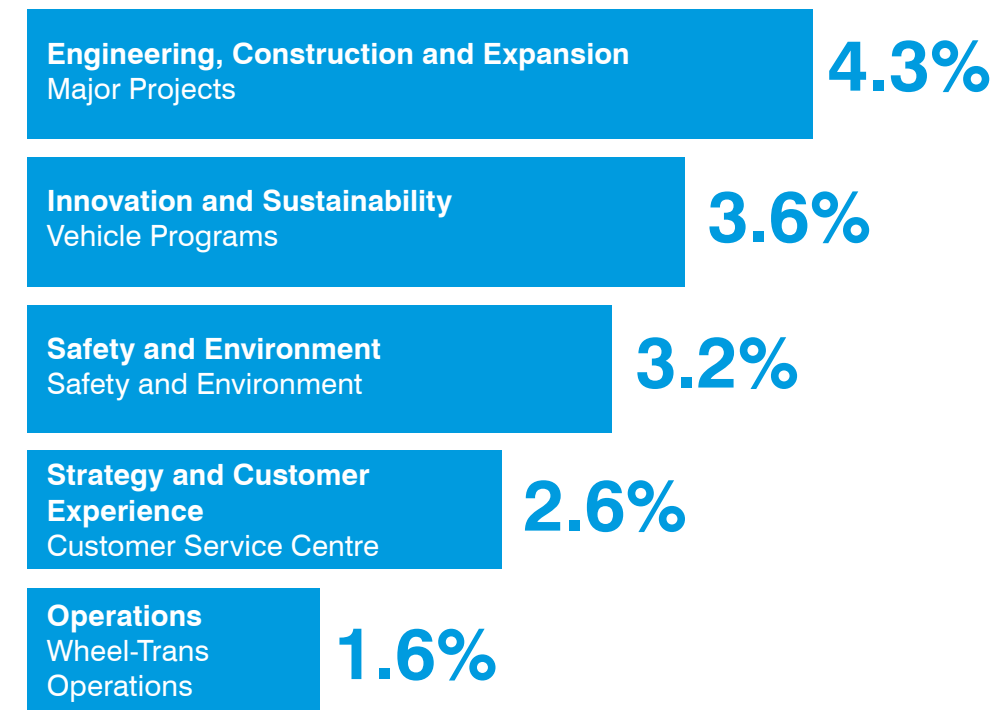 Engineering, Construction and Expansion
Major Projects
4.3%
Innovation and Sustainability
Vehicle Programs
3.6%
Safety and Environment
Safety and Environment
3.2%
Strategy and Customer
Experience
Customer Service Centre
2.6%
Operations
Wheel-Trans
Operations
1.6%